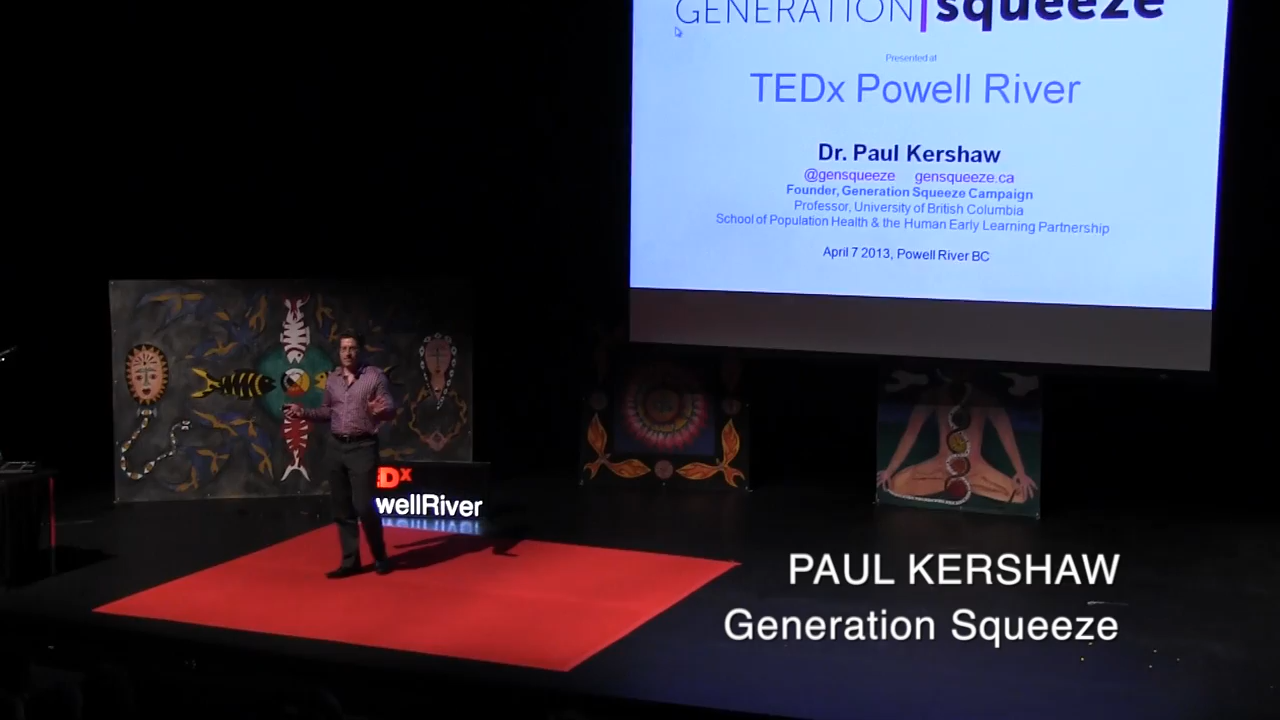 GENERATION|squeeze
Presented at
TEDx Powell River
Dr. Paul Kershaw
@gensqueeze gensqueeze.ca
Founder, Generation Squeeze Campaign
Professor, University of British Columbia
School of Population Health & the Human Early Learning Partnership
April 7 2013, Powell River BC
EDx
wellRiver
PAUL KERSHAW
Generation Squeeze